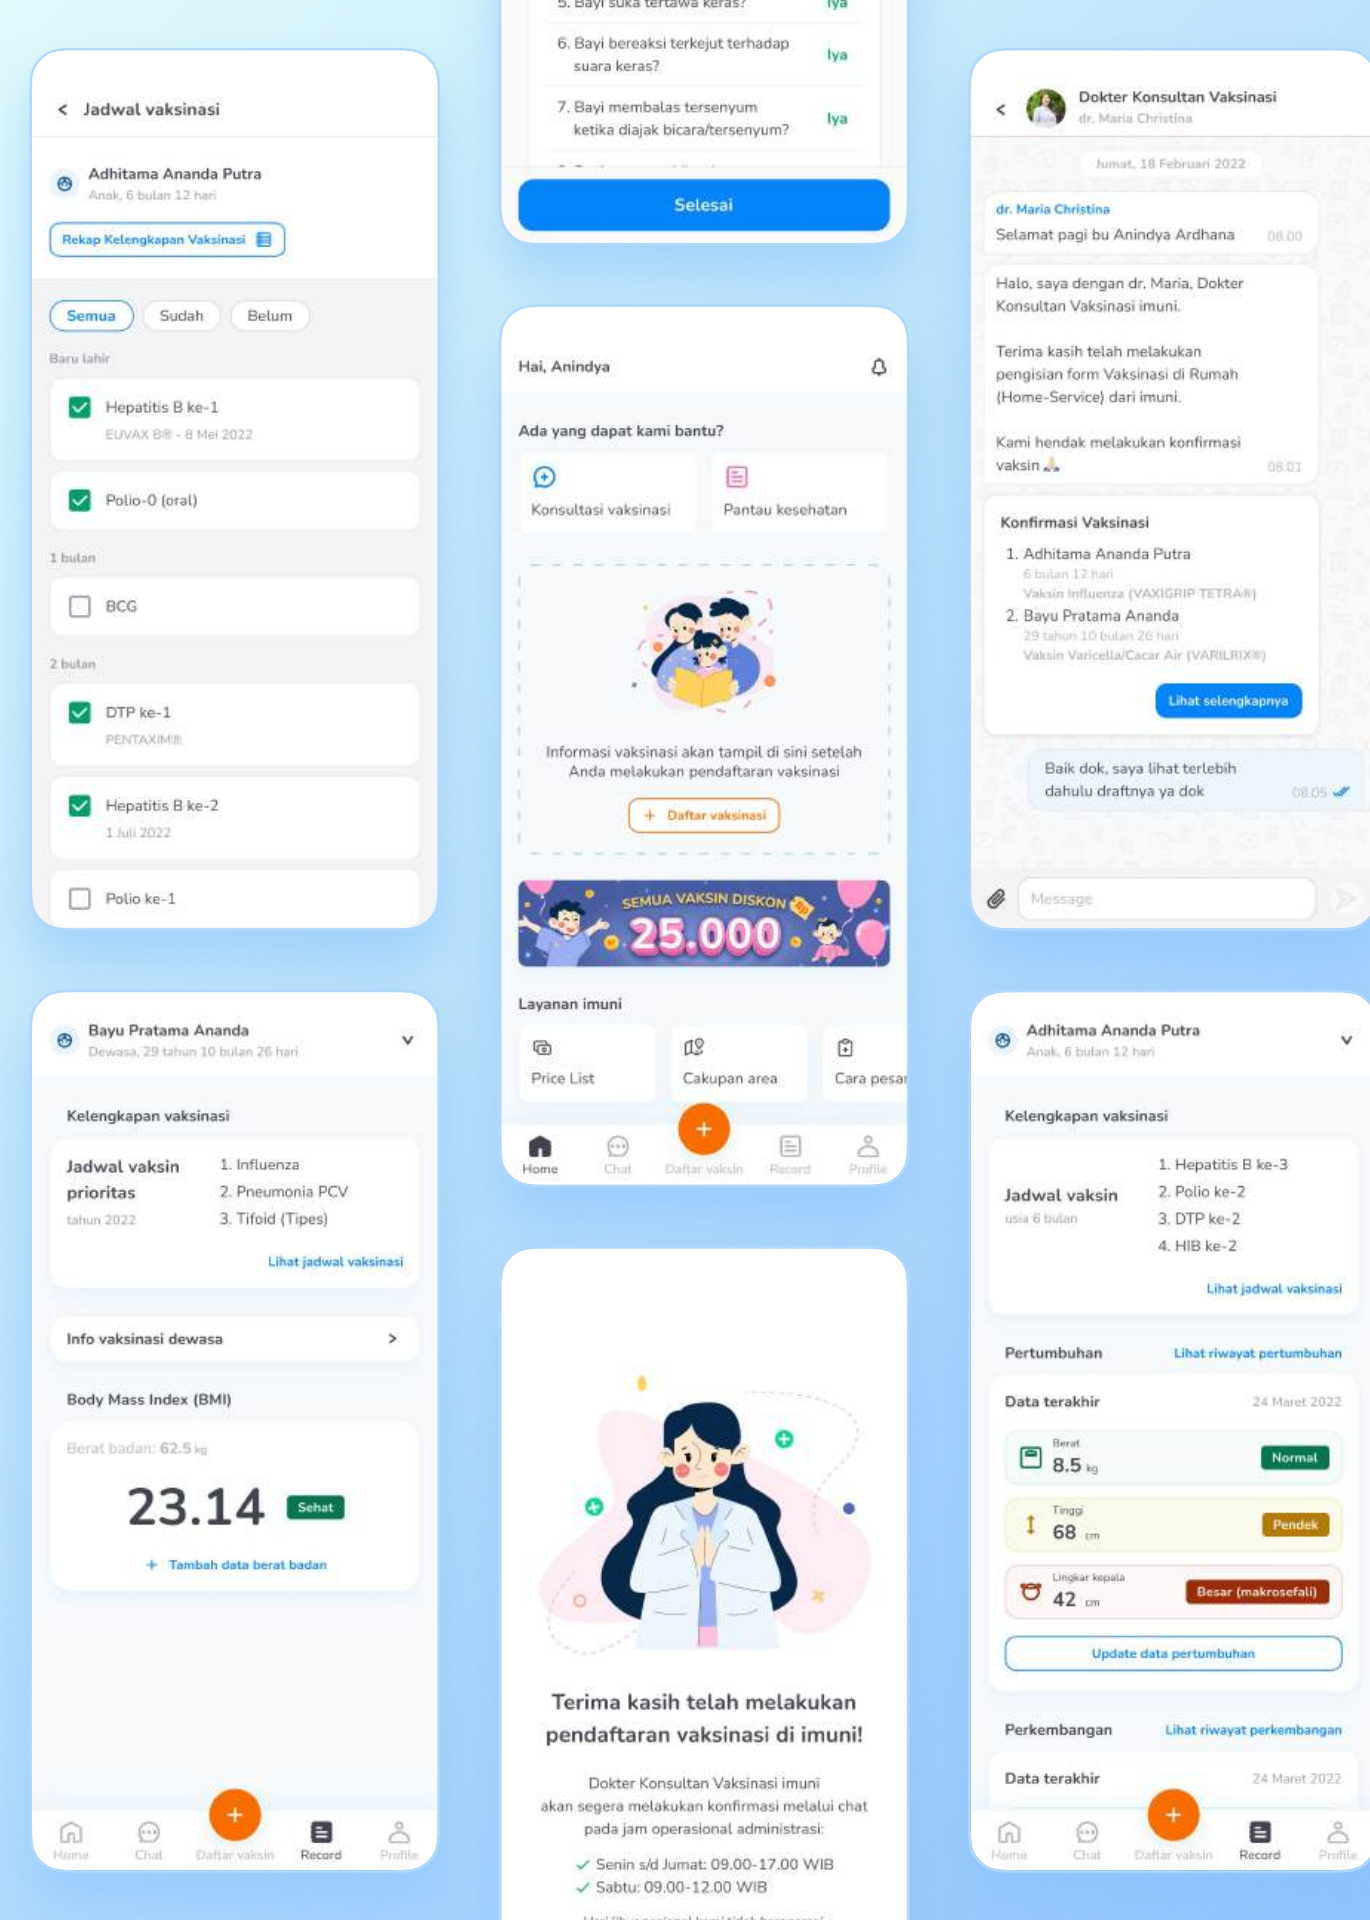 Jadwal vaksinasi
Adhitama Ananda Putra
Anak, 6 bulan 12 hari
Rekap Kelengkapan Vaksinasi
Semua
Sudah
Belum
Baru lahir
Hepatitis B ke-1
EUVAX B® - 8 Mei 2022
Polio-0 (oral)
1 bulan
BCG
2 bulan
DTP ke-1
PENTAXIM®
Hepatitis B ke-2
1 Juli 2022
Polio ke-1
Bayu Pratama Ananda
Dewasa, 29 tahun 10 bulan 26 hari
Kelengkapan vaksinasi
Jadwal vaksin
prioritas
tahun 2022
1. Influenza
2. Pneumonia PCV
3. Tifoid (Tipes)
Lihat jadwal vaksinasi
Info vaksinasi dewasa
Body Mass Index (BMI)
Berat badan: 62.5 kg
23.14
Sehat
+ Tambah data berat badan
Home
Chat
Daftar vaksin
Record
Profile
5. Bayi suka tertawa keras?
Iya
6. Bayi bereaksi terkejut terhadap
suara keras?
Iya
7. Bayi membalas tersenyum
ketika diajak bicara/tersenyum?
Iya
Selesai
Hai, Anindya
Ada yang dapat kami bantu?
Konsultasi vaksinasi
Pantau kesehatan
Informasi vaksinasi akan tampil di sini setelah
Anda melakukan pendaftaran vaksinasi
+ Daftar vaksinasi
SEMUA VAKSIN DISKON
Rp
25.000
Layanan imuni
Price List
Cakupan area
Cara pesan
Home
Chat
Daftar vaksin
Record
Profile
Terima kasih telah melakukan
pendaftaran vaksinasi di imuni!
Dokter Konsultan Vaksinasi imuni
akan segera melakukan konfirmasi melalui chat
pada jam operasional administrasi:
Senin s/d Jumat: 09.00-17.00 WIB
Sabtu: 09.00-12.00 WIB
Dokter Konsultan Vaksinasi
dr. Maria Christina
Jumat, 18 Februari 2022
dr. Maria Christina
Selamat pagi bu Anindya Ardhana 08.00
Halo, saya dengan dr. Maria, Dokter
Konsultan Vaksinasi imuni.
Terima kasih telah melakukan
pengisian form Vaksinasi di Rumah
(Home-Service) dari imuni.
Kami hendak melakukan konfirmasi
vaksin 🙏🏻 08.01
Konfirmasi Vaksinasi
1. Adhitama Ananda Putra
6 bulan 12 hari
Vaksin Influenza (VAXIGRIP TETRA®)
2. Bayu Pratama Ananda
29 tahun 10 bulan 26 hari
Vaksin Varicella/Cacar Air (VARILRIX®)
Lihat selengkapnya
Baik dok, saya lihat terlebih
dahulu draftnya ya dok 08.05
Message
Adhitama Ananda Putra
Anak, 6 bulan 12 hari
Kelengkapan vaksinasi
Jadwal vaksin
usia 6 bulan
1. Hepatitis B ke-3
2. Polio ke-2
3. DTP ke-2
4. HIB ke-2
Lihat jadwal vaksinasi
Pertumbuhan
Lihat riwayat pertumbuhan
Data terakhir
24 Maret 2022
Berat
8.5 kg
Normal
Tinggi
68 cm
Pendek
Lingkar kepala
42 cm
Besar (makrosefali)
Update data pertumbuhan
Perkembangan
Lihat riwayat perkembangan
Data terakhir
24 Maret 2022
Home
Chat
Daftar vaksin
Record
Profile